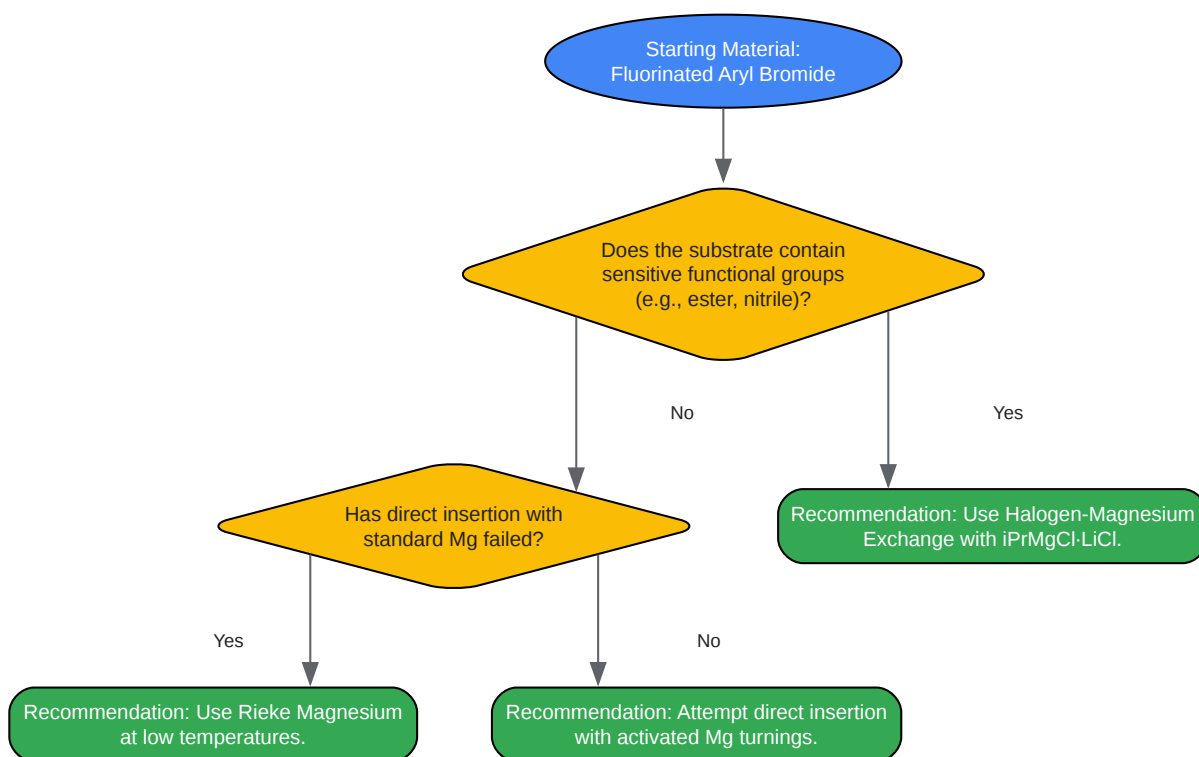 Starting Material:
Fluorinated Aryl Bromide
Does the substrate contain
sensitive functional groups
(e.g., ester, nitrile)?
No
Yes
Has direct insertion with
standard Mg failed?
Recommendation: Use Halogen-Magnesium
Exchange with iPrMgCl·LiCl.
Yes
No
Recommendation: Use Rieke Magnesium
at low temperatures.
Recommendation: Attempt direct insertion
with activated Mg turnings.